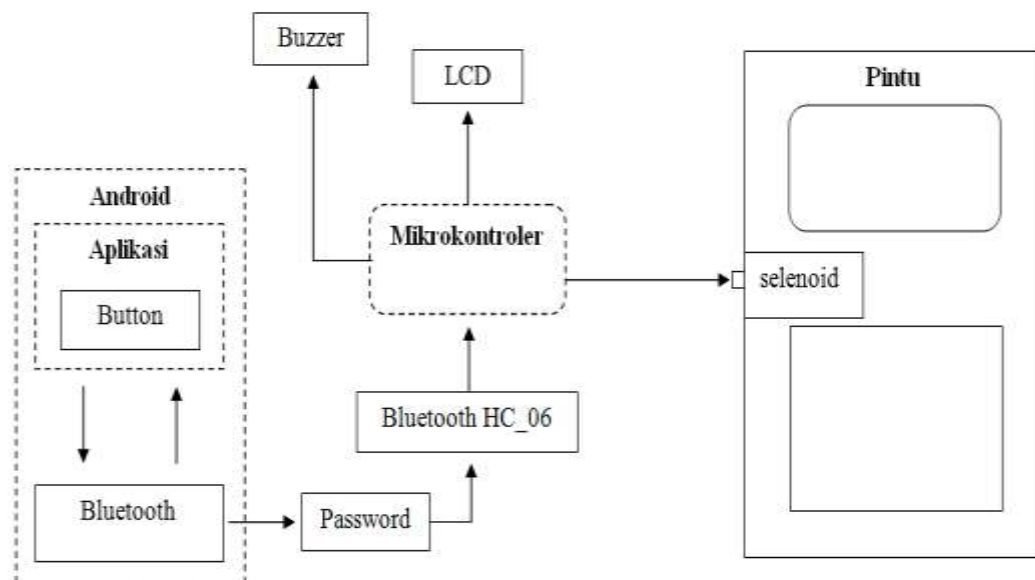 Buzzer
LCD
Pintu
Android
Aplikasi
Button
Mikrokontroler
selenoid
Bluetooth HC_06
Bluetooth
Password